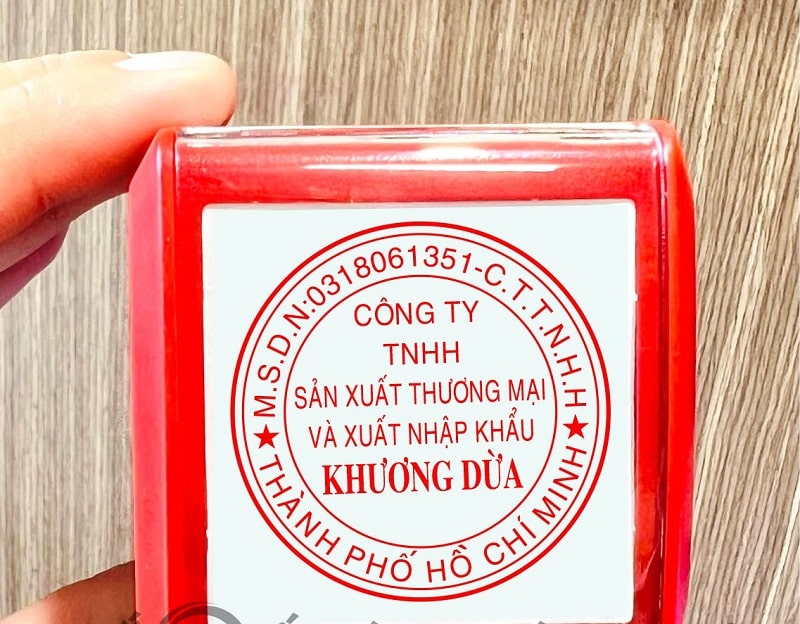 M.S.D.N:0318061351-C.T.T.N.H.H
CÔNG TY
TNHH
SẢN XUẤT THƯƠNG MẠI
VÀ XUẤT NHẬP KHẨU
KHƯƠNG DỪA
★ THÀNH PHỐ HỒ CHÍ MINH ★